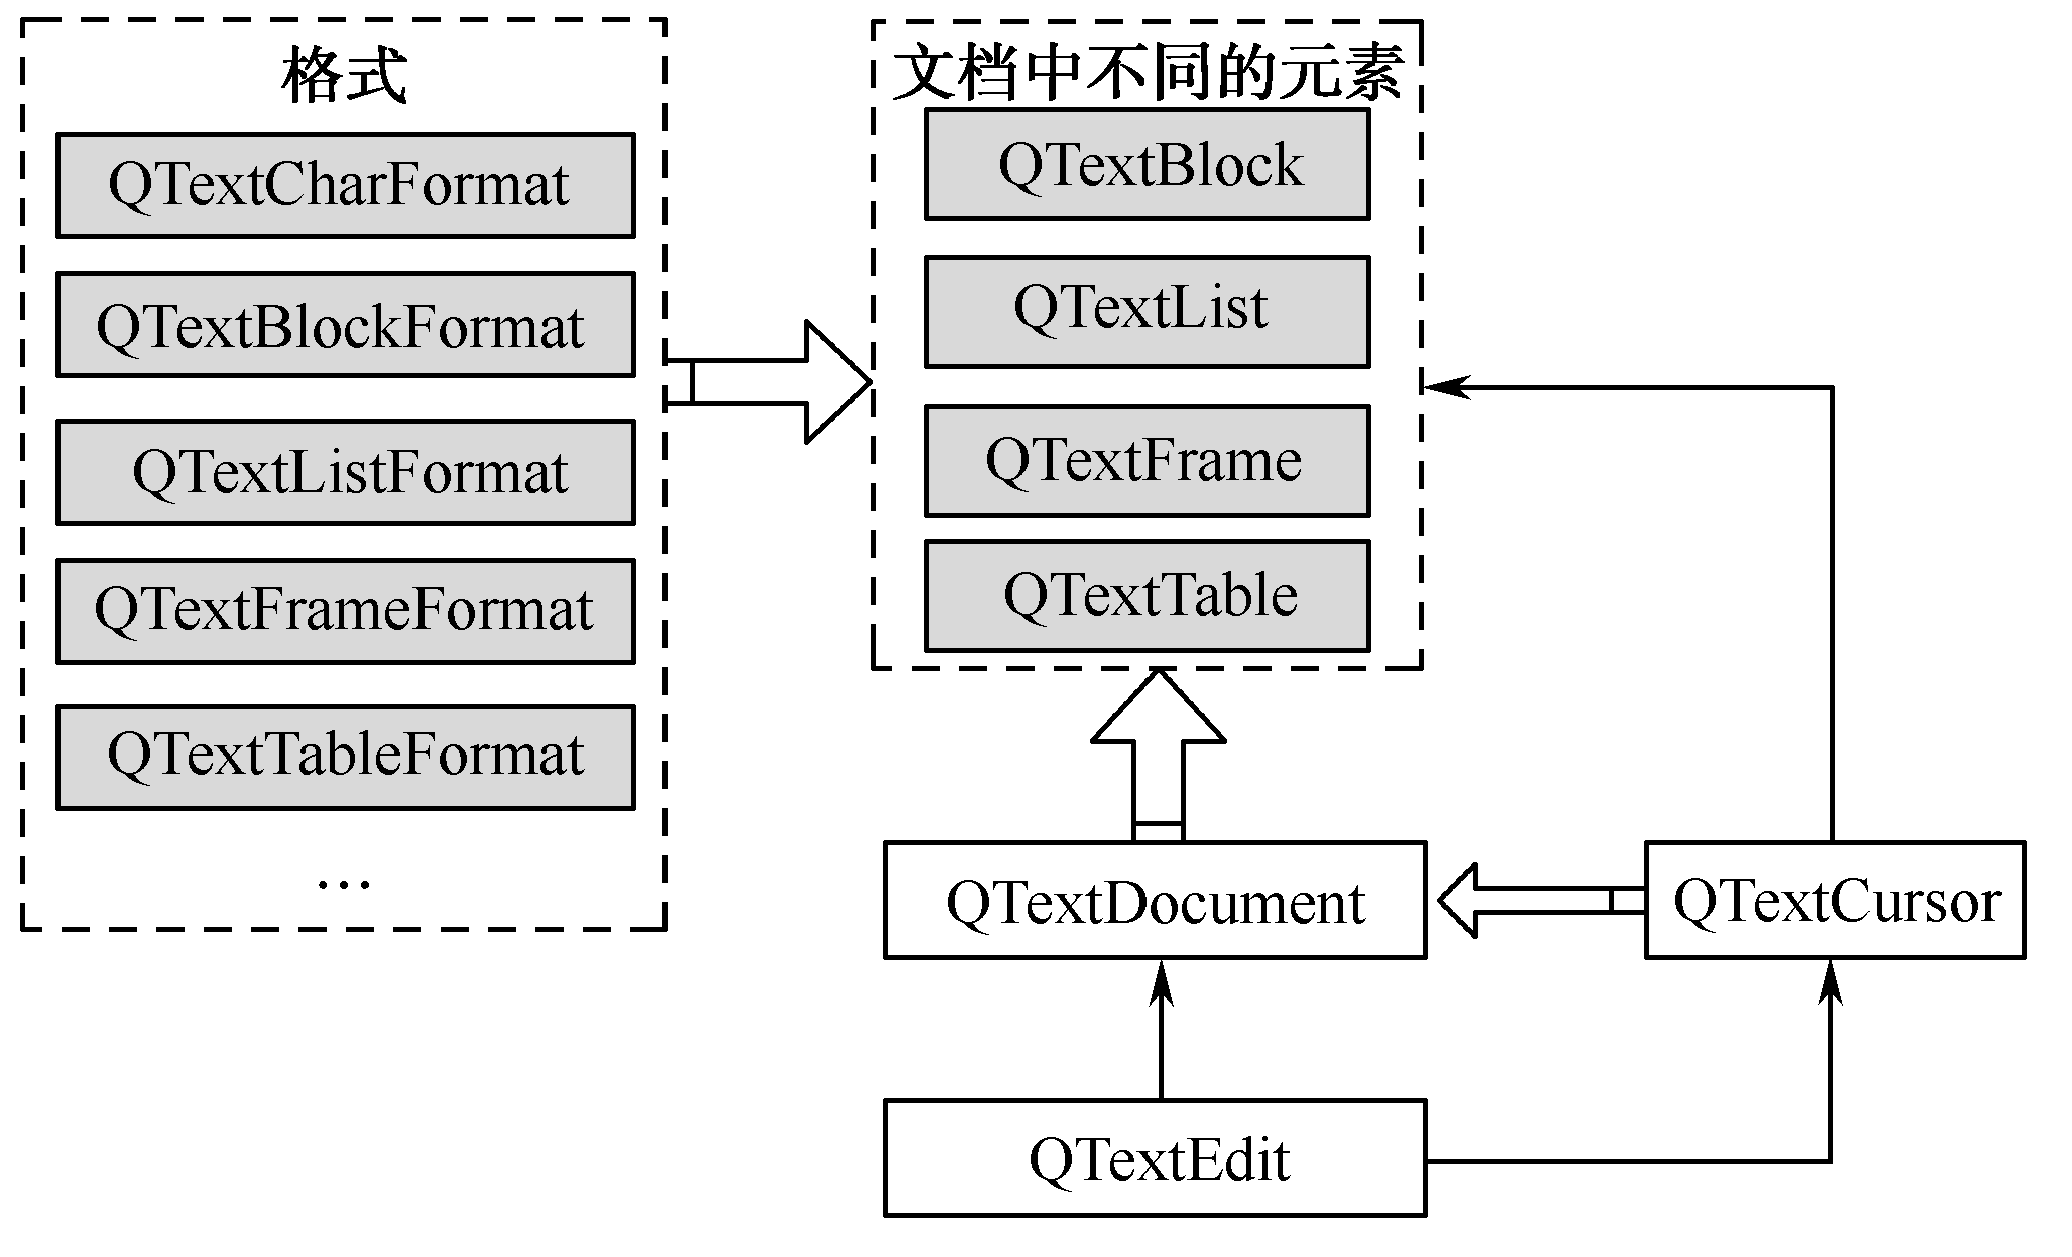 格式
QTextCharFormat
QTextBlockFormat
QTextListFormat
QTextFrameFormat
QTextTableFormat
…
文档中不同的元素
QTextBlock
QTextList
QTextFrame
QTextTable
QTextDocument
QTextCursor
QTextEdit